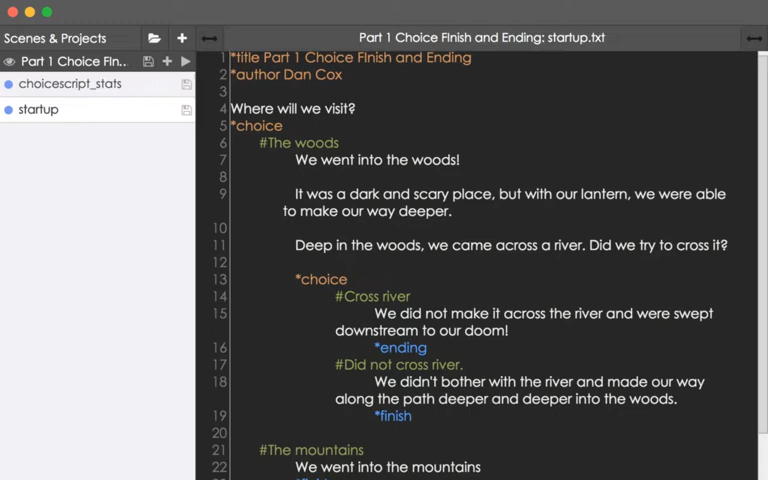 Scenes & Projects
Part 1 Choice FIn...
choicescript_stats
startup
Part 1 Choice FInish and Ending: startup.txt
1 *title Part 1 Choice FInish and Ending
2 *author Dan Cox
3
4 Where will we visit?
5 *choice
6 #The woods
7 We went into the woods!
8
9 It was a dark and scary place, but with our lantern, we were able
to make our way deeper.
10
11 Deep in the woods, we came across a river. Did we try to cross it?
12
13 *choice
14 #Cross river
15 We did not make it across the river and were swept
downstream to our doom!
16 *ending
17 #Did not cross river.
18 We didn't bother with the river and made our way
along the path deeper and deeper into the woods.
19 *finish
20
21 #The mountains
22 We went into the mountains